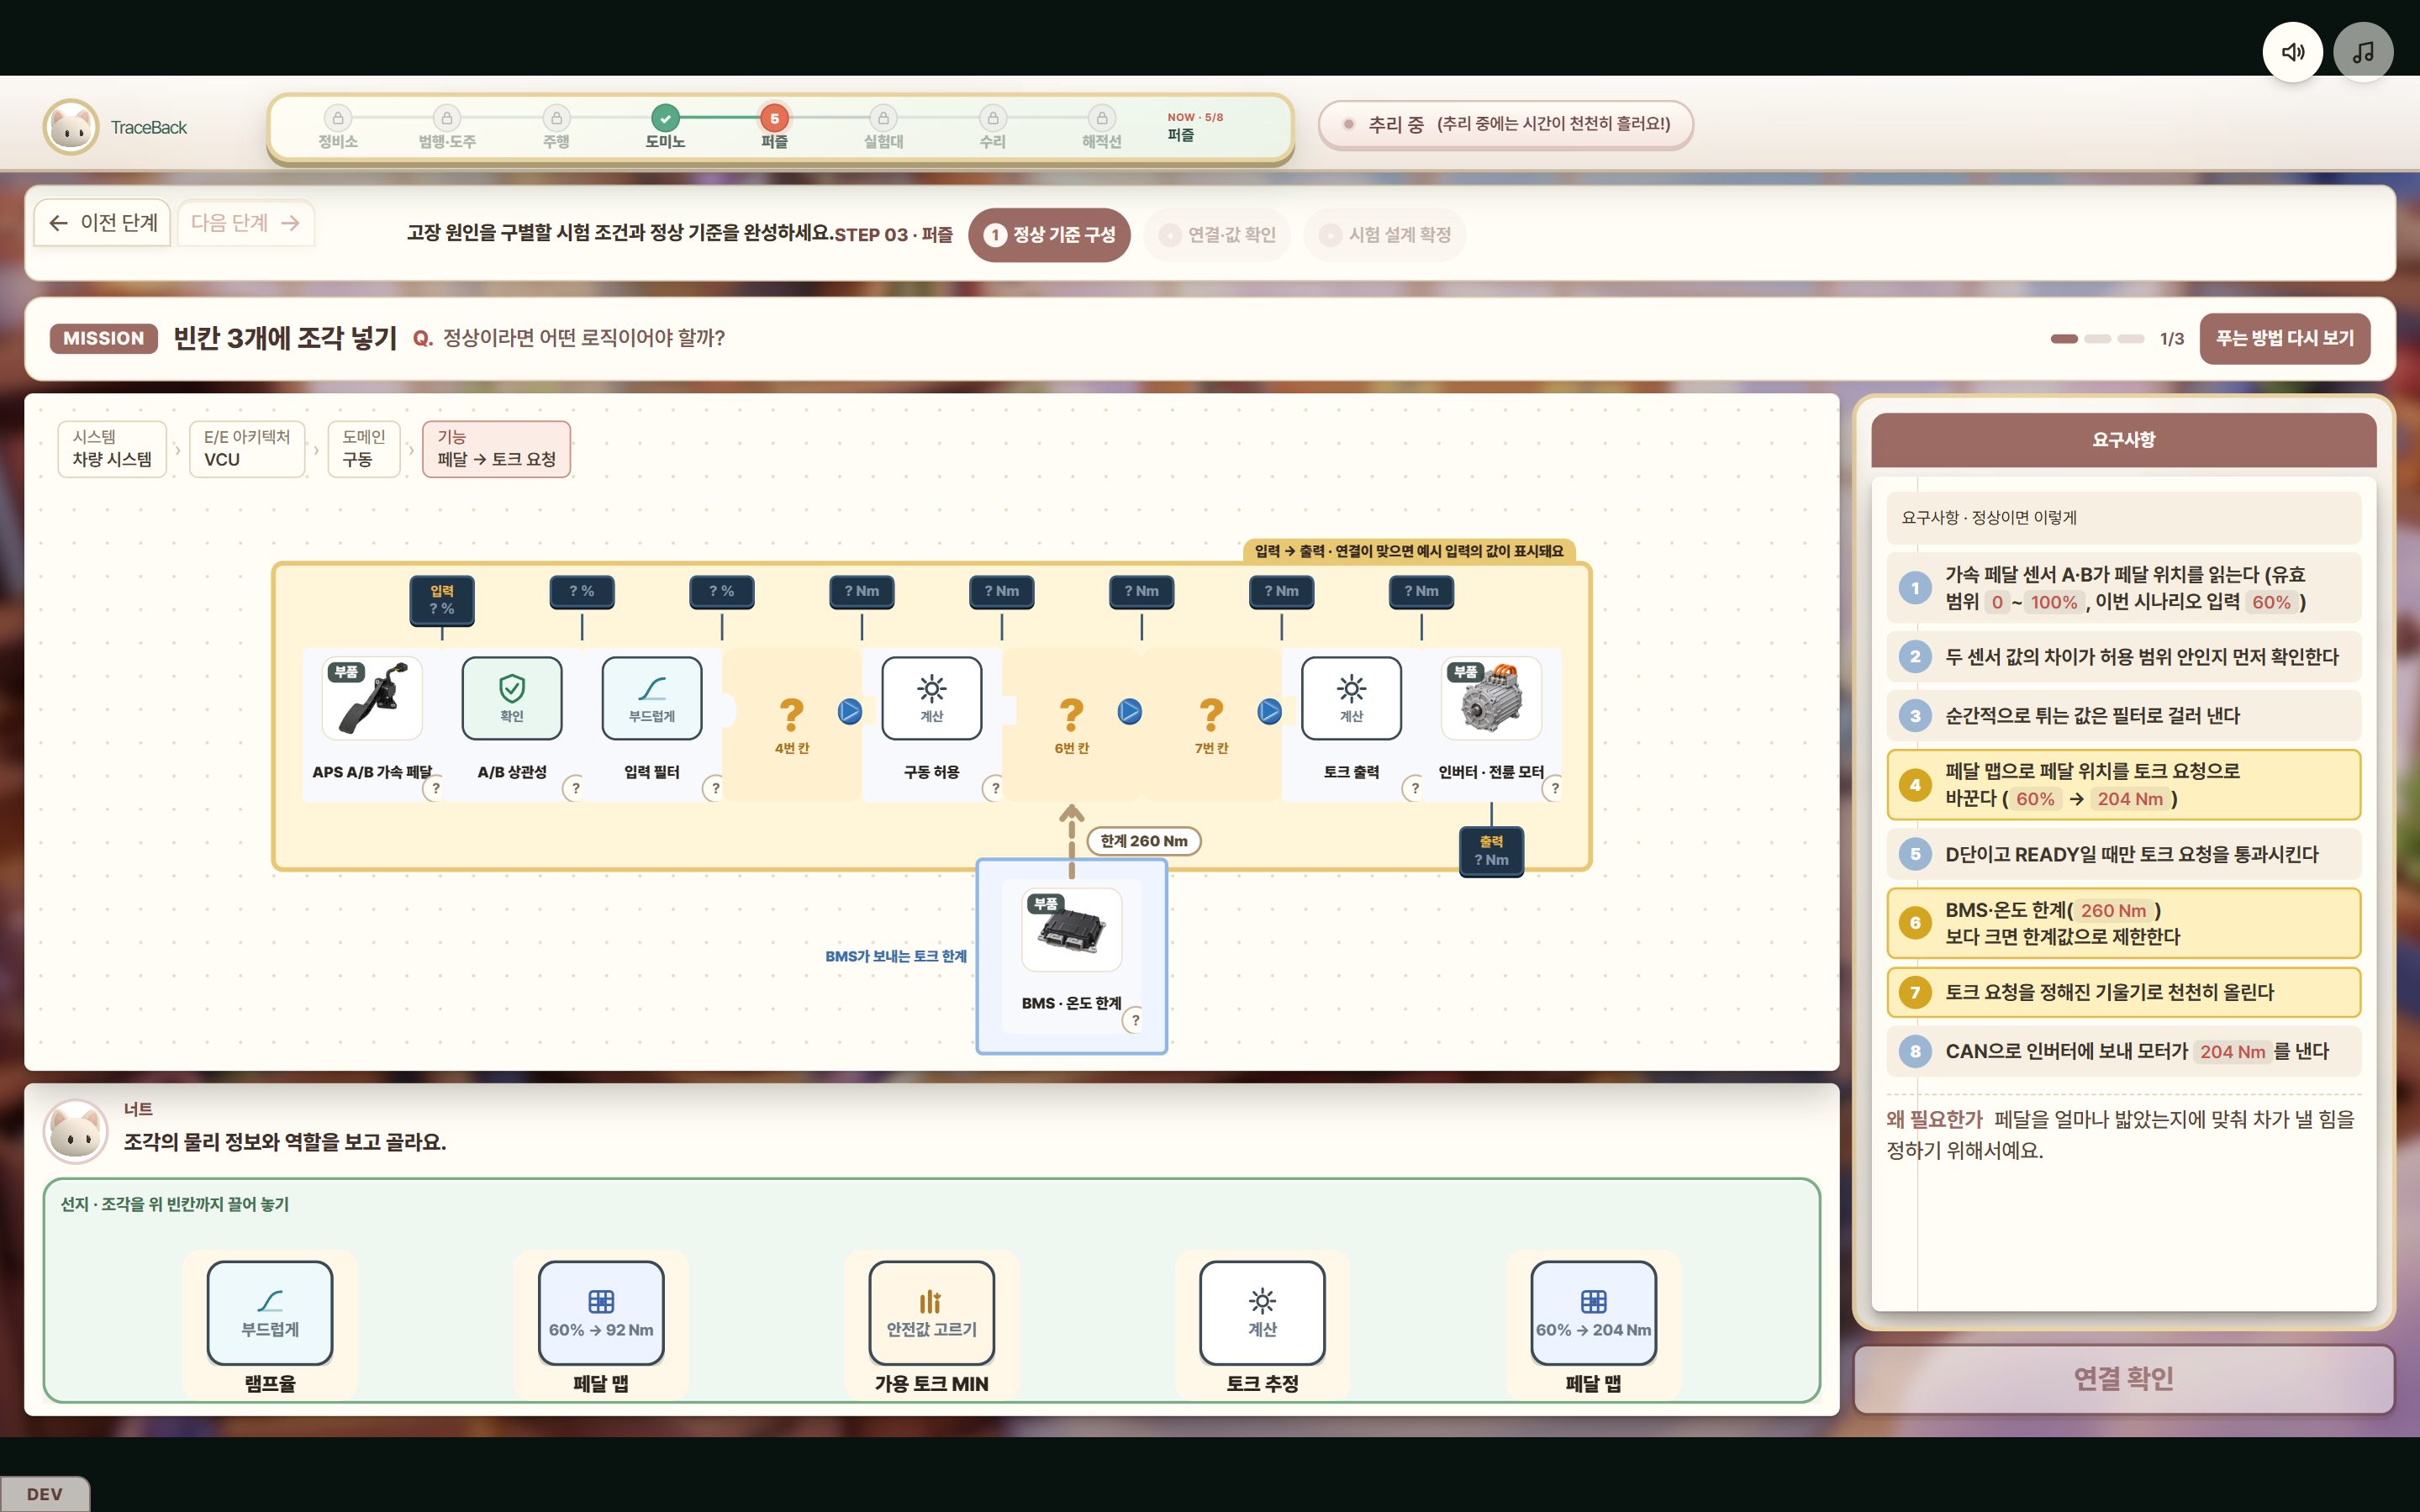 TraceBack
정비소
범행·도주
주행
도미노
5
퍼즐
실험대
수리
해적선
NOW · 5/8
퍼즐
추리 중 (추리 중에는 시간이 천천히 흘러요!)
← 이전 단계
다음 단계 →
고장 원인을 구별할 시험 조건과 정상 기준을 완성하세요.STEP 03 · 퍼즐
1 정상 기준 구성
연결·값 확인
시험 설계 확정
MISSION 빈칸 3개에 조각 넣기 Q. 정상이라면 어떤 로직이어야 할까?
1/3
푸는 방법 다시 보기
시스템
차량 시스템
E/E 아키텍처
VCU
도메인
구동
기능
페달 → 토크 요청
입력 → 출력 · 연결이 맞으면 예시 입력의 값이 표시돼요
입력
? %
? %
? %
? Nm
? Nm
? Nm
? Nm
? Nm
부품
APS A/B 가속 페달
?
확인
A/B 상관성
?
부드럽게
입력 필터
?
?
4번 칸
계산
구동 허용
?
?
6번 칸
?
7번 칸
계산
토크 출력
?
부품
인버터 · 전륜 모터
?
한계 260 Nm
출력
? Nm
BMS가 보내는 토크 한계
부품
BMS · 온도 한계
?
요구사항
요구사항 · 정상이면 이렇게
1 가속 페달 센서 A·B가 페달 위치를 읽는다 (유효
범위 0 ~ 100% , 이번 시나리오 입력 60% )
2 두 센서 값의 차이가 허용 범위 안인지 먼저 확인한다
3 순간적으로 튀는 값은 필터로 걸러 낸다
4 페달 맵으로 페달 위치를 토크 요청으로
바꾼다 ( 60% → 204 Nm )
5 D단이고 READY일 때만 토크 요청을 통과시킨다
6 BMS·온도 한계( 260 Nm )
보다 크면 한계값으로 제한한다
7 토크 요청을 정해진 기울기로 천천히 올린다
8 CAN으로 인버터에 보내 모터가 204 Nm 를 낸다
왜 필요한가 페달을 얼마나 밟았는지에 맞춰 차가 낼 힘을
정하기 위해서예요.
너트
조각의 물리 정보와 역할을 보고 골라요.
선지 · 조각을 위 빈칸까지 끌어 놓기
부드럽게
램프율
60% → 92 Nm
페달 맵
안전값 고르기
가용 토크 MIN
계산
토크 추정
60% → 204 Nm
페달 맵
연결 확인
DEV